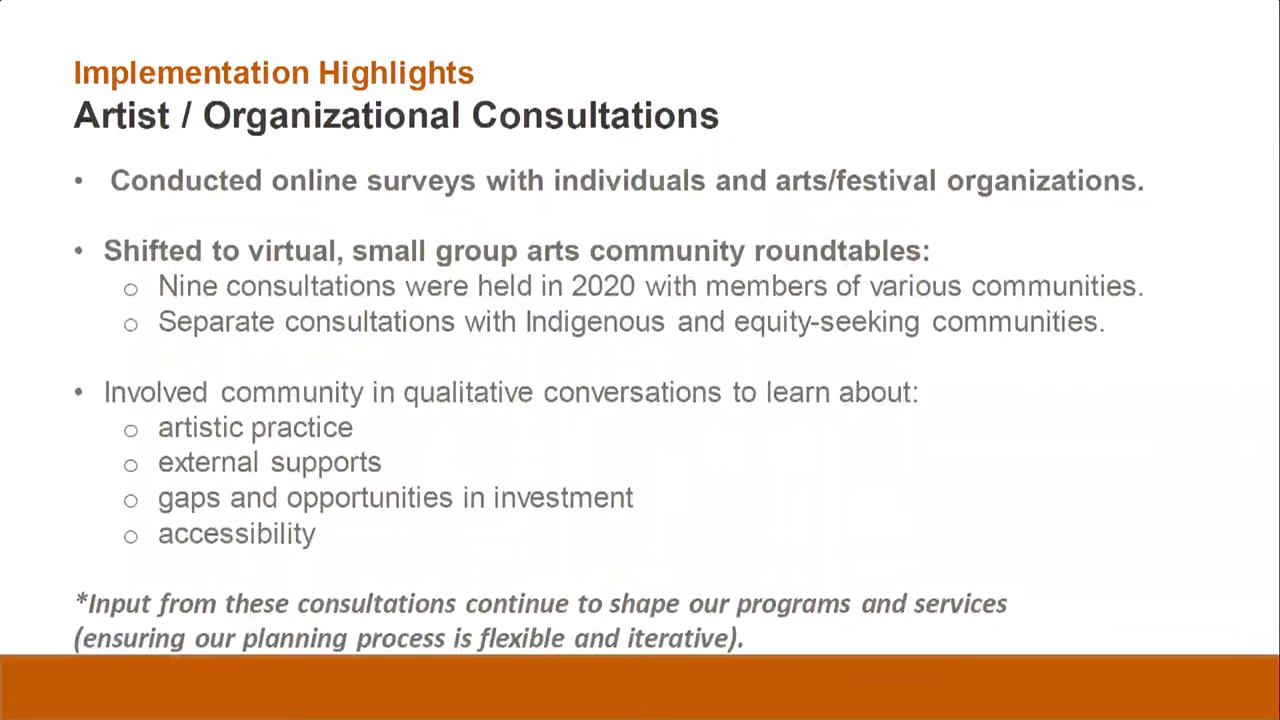 Implementation Highlights
Artist / Organizational Consultations
• Conducted online surveys with individuals and arts/festival organizations.
• Shifted to virtual, small group arts community roundtables:
o Nine consultations were held in 2020 with members of various communities.
o Separate consultations with Indigenous and equity-seeking communities.
• Involved community in qualitative conversations to learn about:
o artistic practice
o external supports
o gaps and opportunities in investment
o accessibility
*Input from these consultations continue to shape our programs and services
(ensuring our planning process is flexible and iterative).